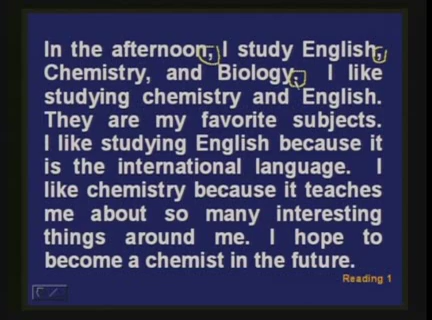 In the afternoon, I study English,
Chemistry, and Biology. I like
studying chemistry and English.
They are my favorite subjects.
I like studying English because it
is the international language. I
like chemistry because it teaches
me about so many interesting
things around me. I hope to
become a chemist in the future.
Reading 1